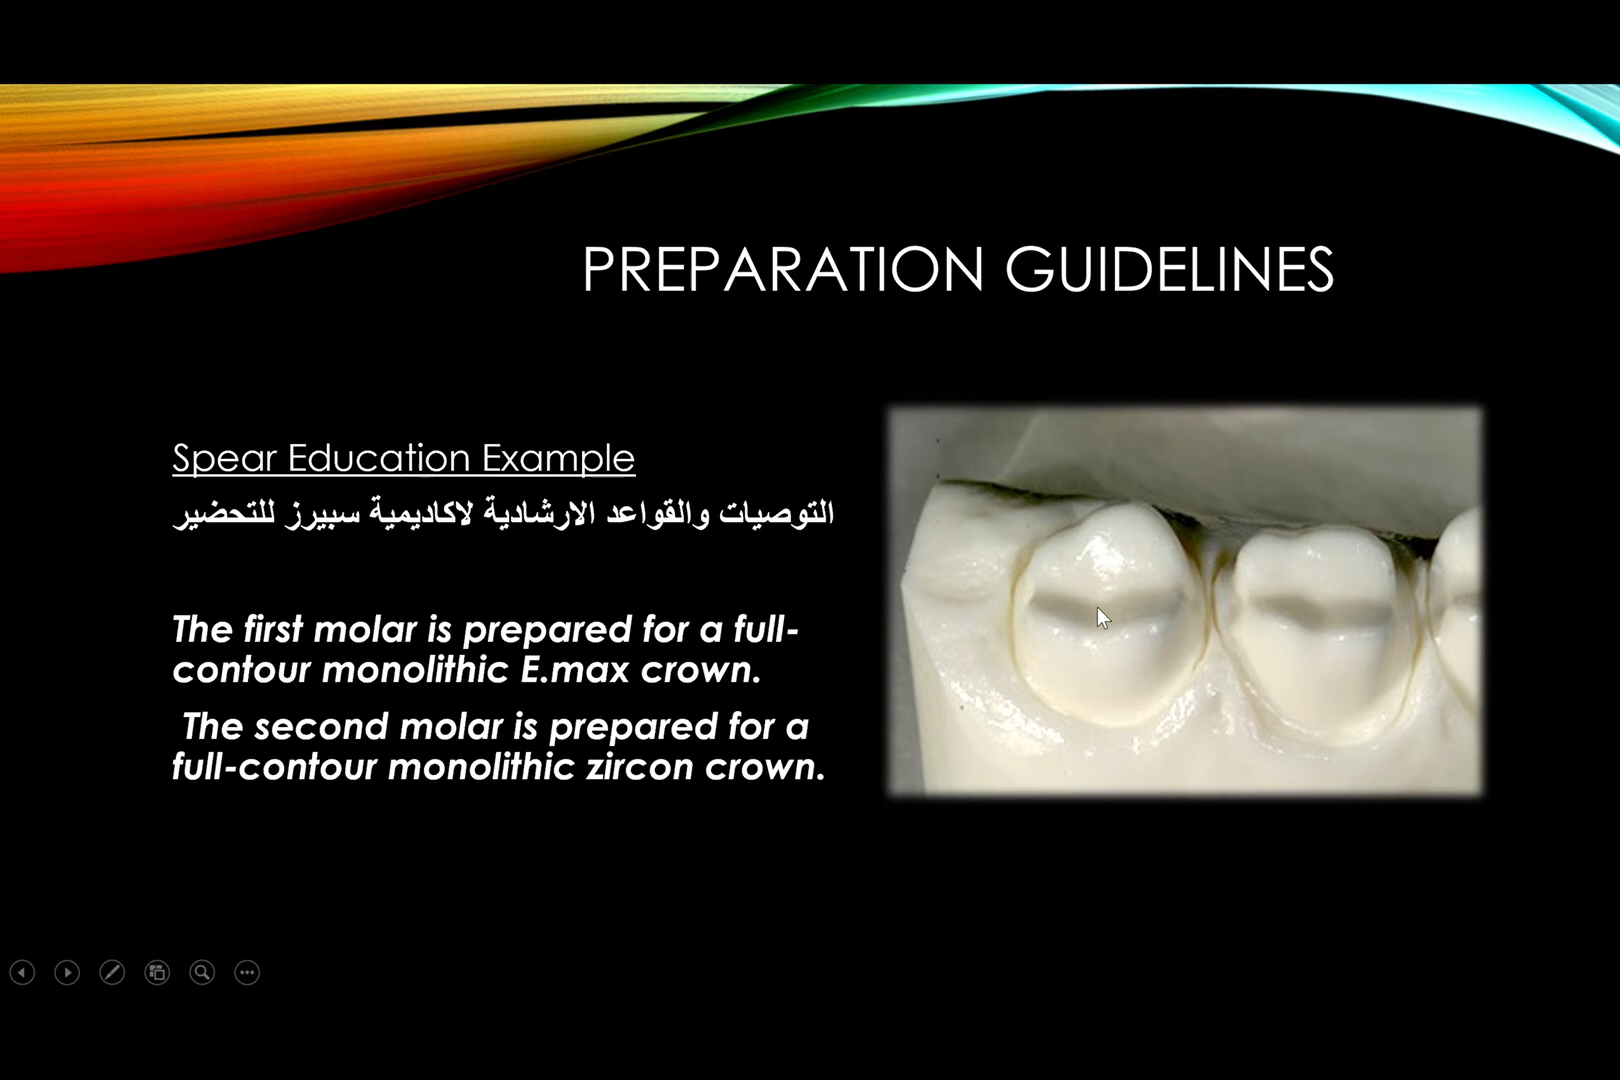 PREPARATION GUIDELINES
Spear Education Example
التوصيات والقواعد الارشادية لاكاديمية سبيرز للتحضير
The first molar is prepared for a full-
contour monolithic E.max crown.
The second molar is prepared for a
full-contour monolithic zircon crown.